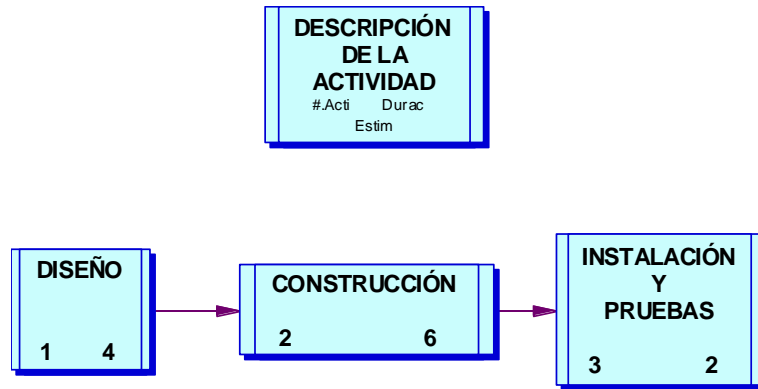 DESCRIPCIÓN
DE LA
ACTIVIDAD
#.Acti Durac
Estim
DISEÑO
1 4
CONSTRUCCIÓN
2 6
INSTALACIÓN
Y
PRUEBAS
3 2